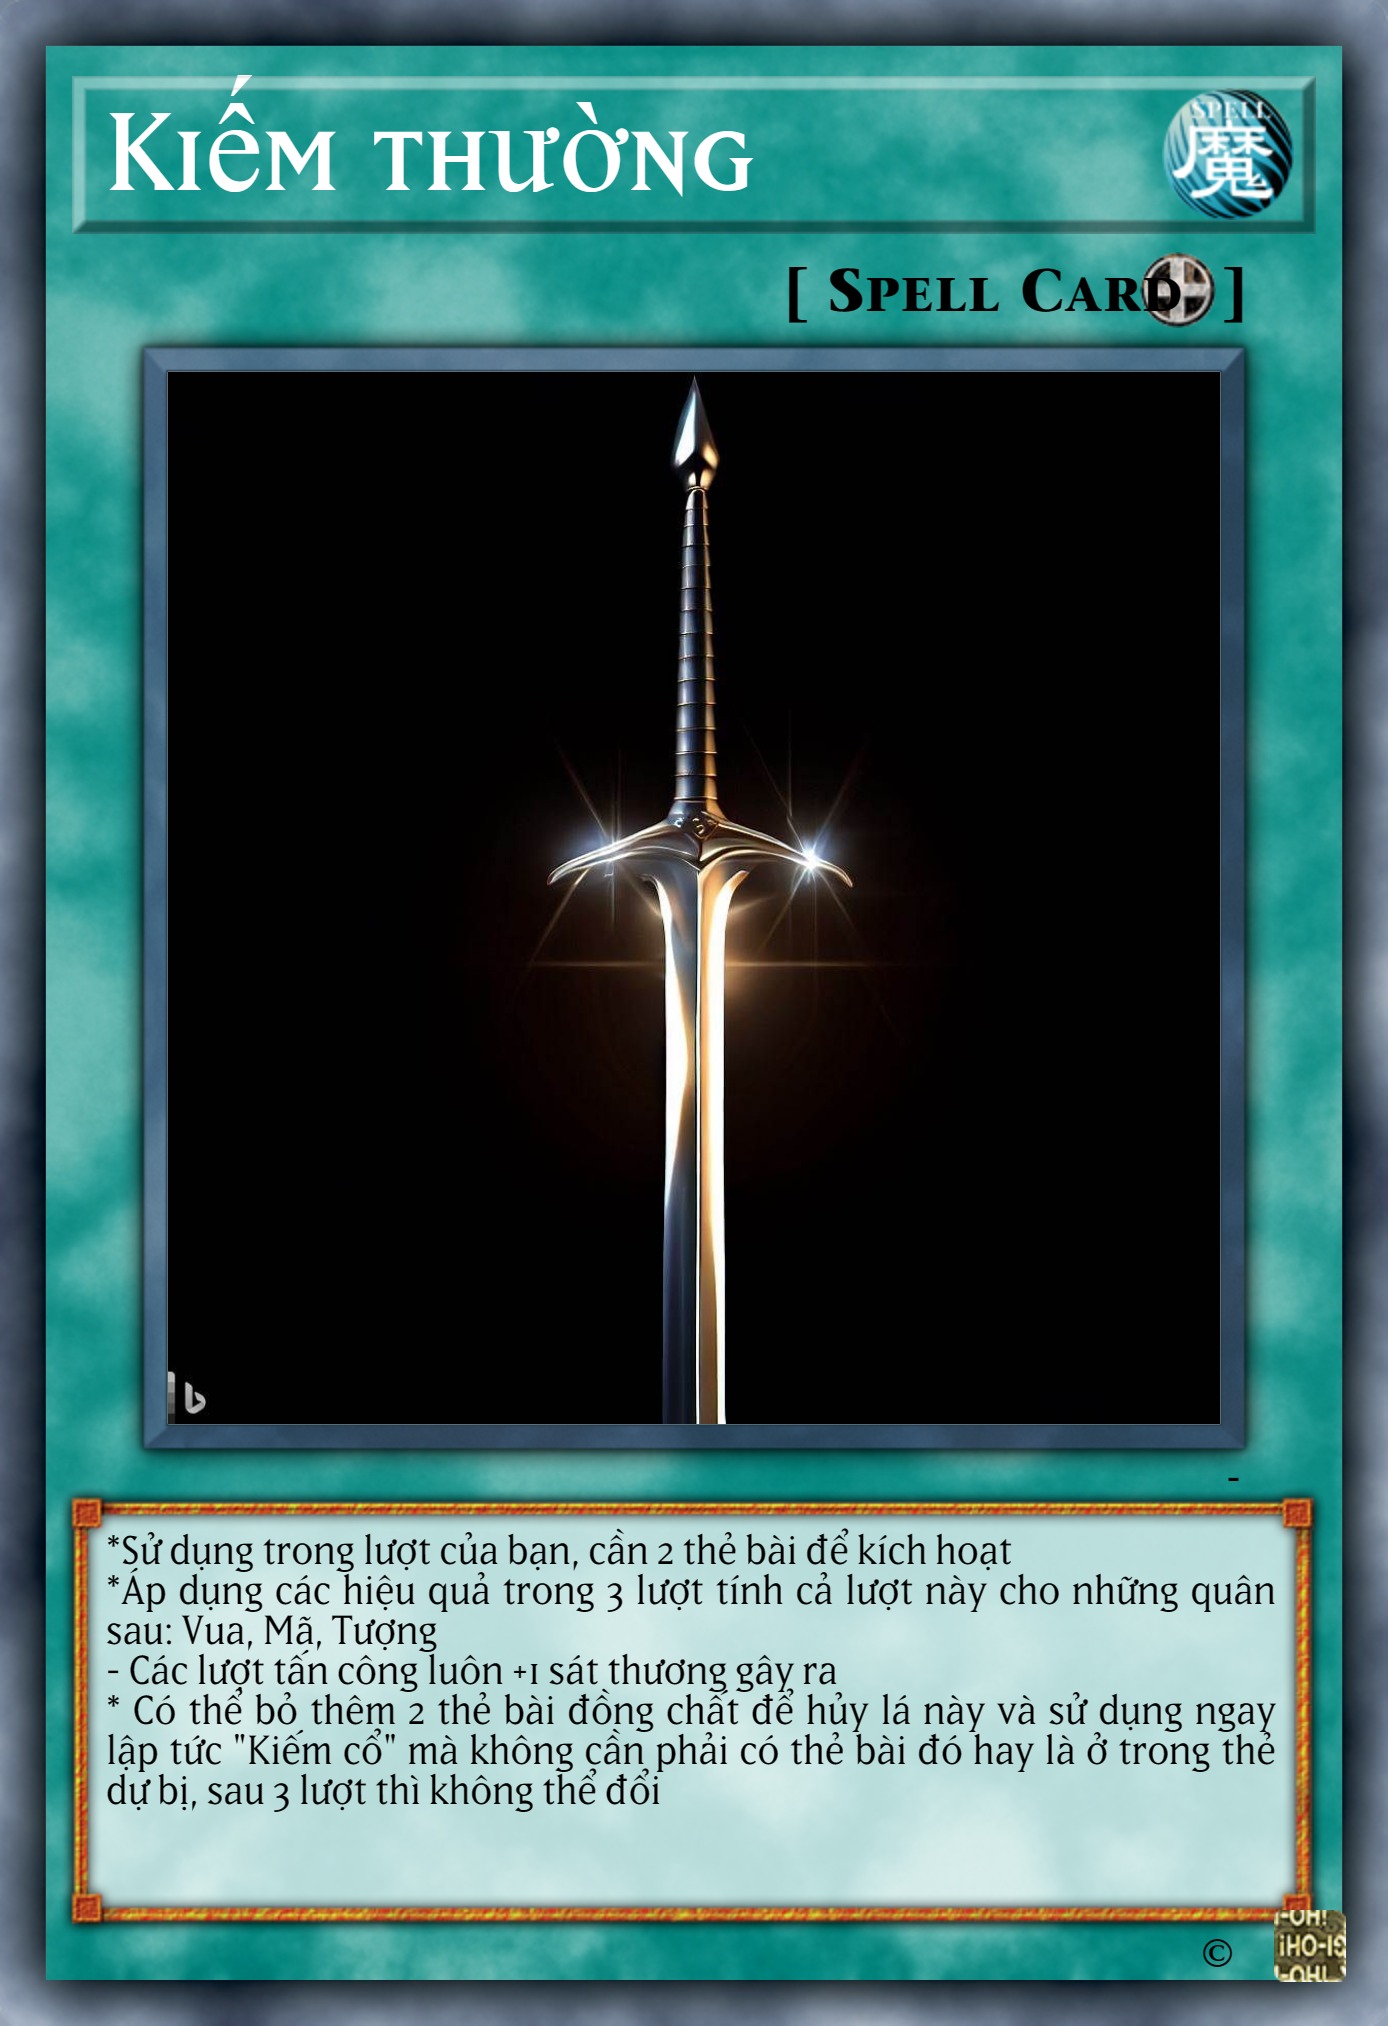 Kiếm thường
SPELL
魔
[ Spell Card ]
b
-
*Sử dụng trong lượt của bạn, cần 2 thẻ bài để kích hoạt
*Áp dụng các hiệu quả trong 3 lượt tính cả lượt này cho những quân
sau: Vua, Mã, Tượng
- Các lượt tấn công luôn +1 sát thương gây ra
* Có thể bỏ thêm 2 thẻ bài đồng chất để hủy lá này và sử dụng ngay
lập tức "Kiếm cổ" mà không cần phải có thẻ bài đó hay là ở trong thẻ
dự bị, sau 3 lượt thì không thể đổi
©